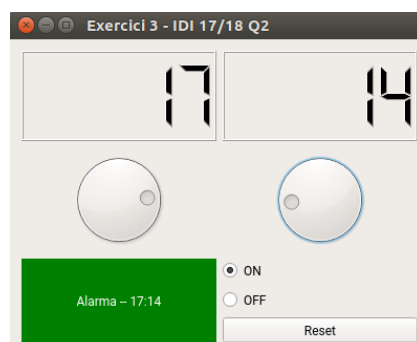 Exercici 3 - IDI 17/18 Q2
17 14
Alarma – 17:14
ON
OFF
Reset